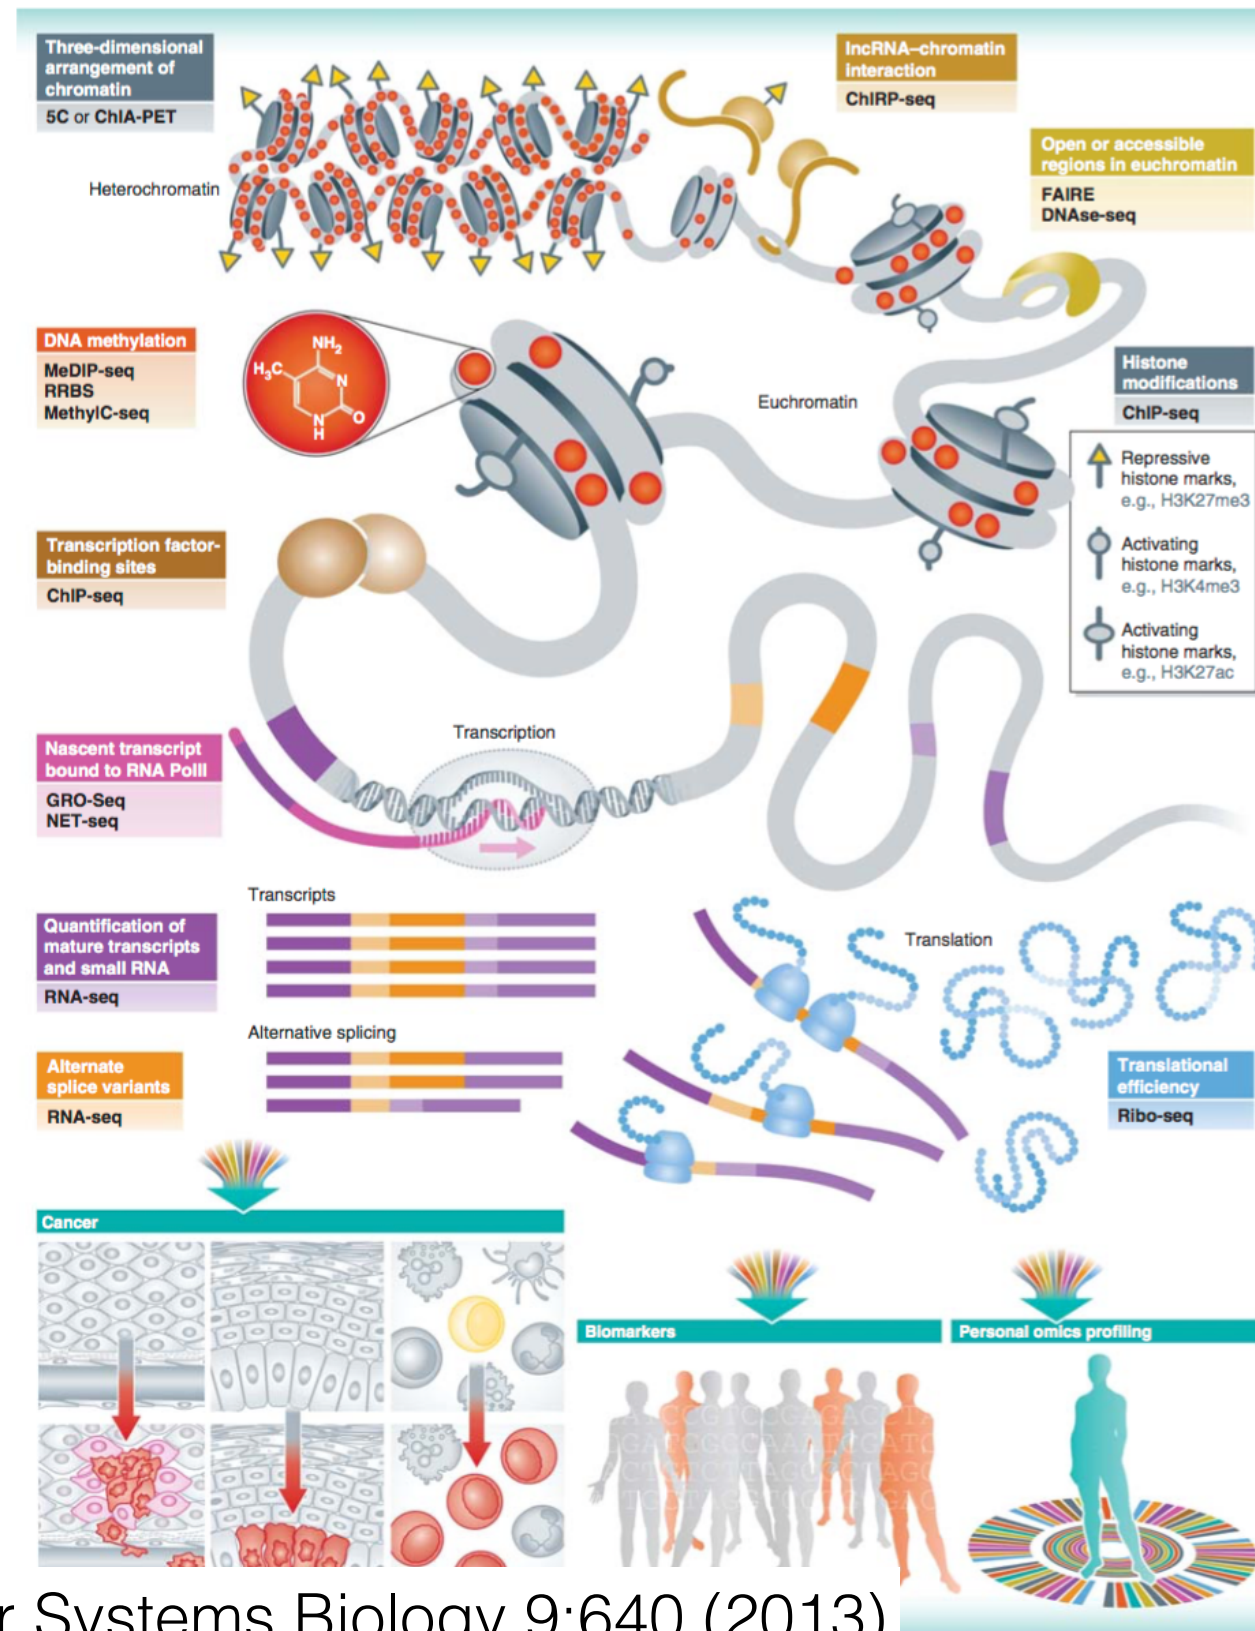 Three-dimensional
arrangement of
chromatin
5C or ChIA-PET
Heterochromatin
lncRNA–chromatin
interaction
ChIRP-seq
Open or accessible
regions in euchromatin
FAIRE
DNAse-seq
DNA methylation
MeDIP-seq
RRBS
MethylC-seq
NH2
H3C
N
N
H
O
Euchromatin
Histone
modifications
ChIP-seq
Repressive
histone marks,
e.g., H3K27me3
Activating
histone marks,
e.g., H3K4me3
Activating
histone marks,
e.g., H3K27ac
Transcription factor-
binding sites
ChIP-seq
Transcription
Nascent transcript
bound to RNA PolII
GRO-Seq
NET-seq
Transcripts
Quantification of
mature transcripts
and small RNA
RNA-seq
Alternative splicing
Alternate
splice variants
RNA-seq
Translation
Translational
efficiency
Ribo-seq
Cancer
Biomarkers
Personal omics profiling
r Systems Biology 9:640 (2013)